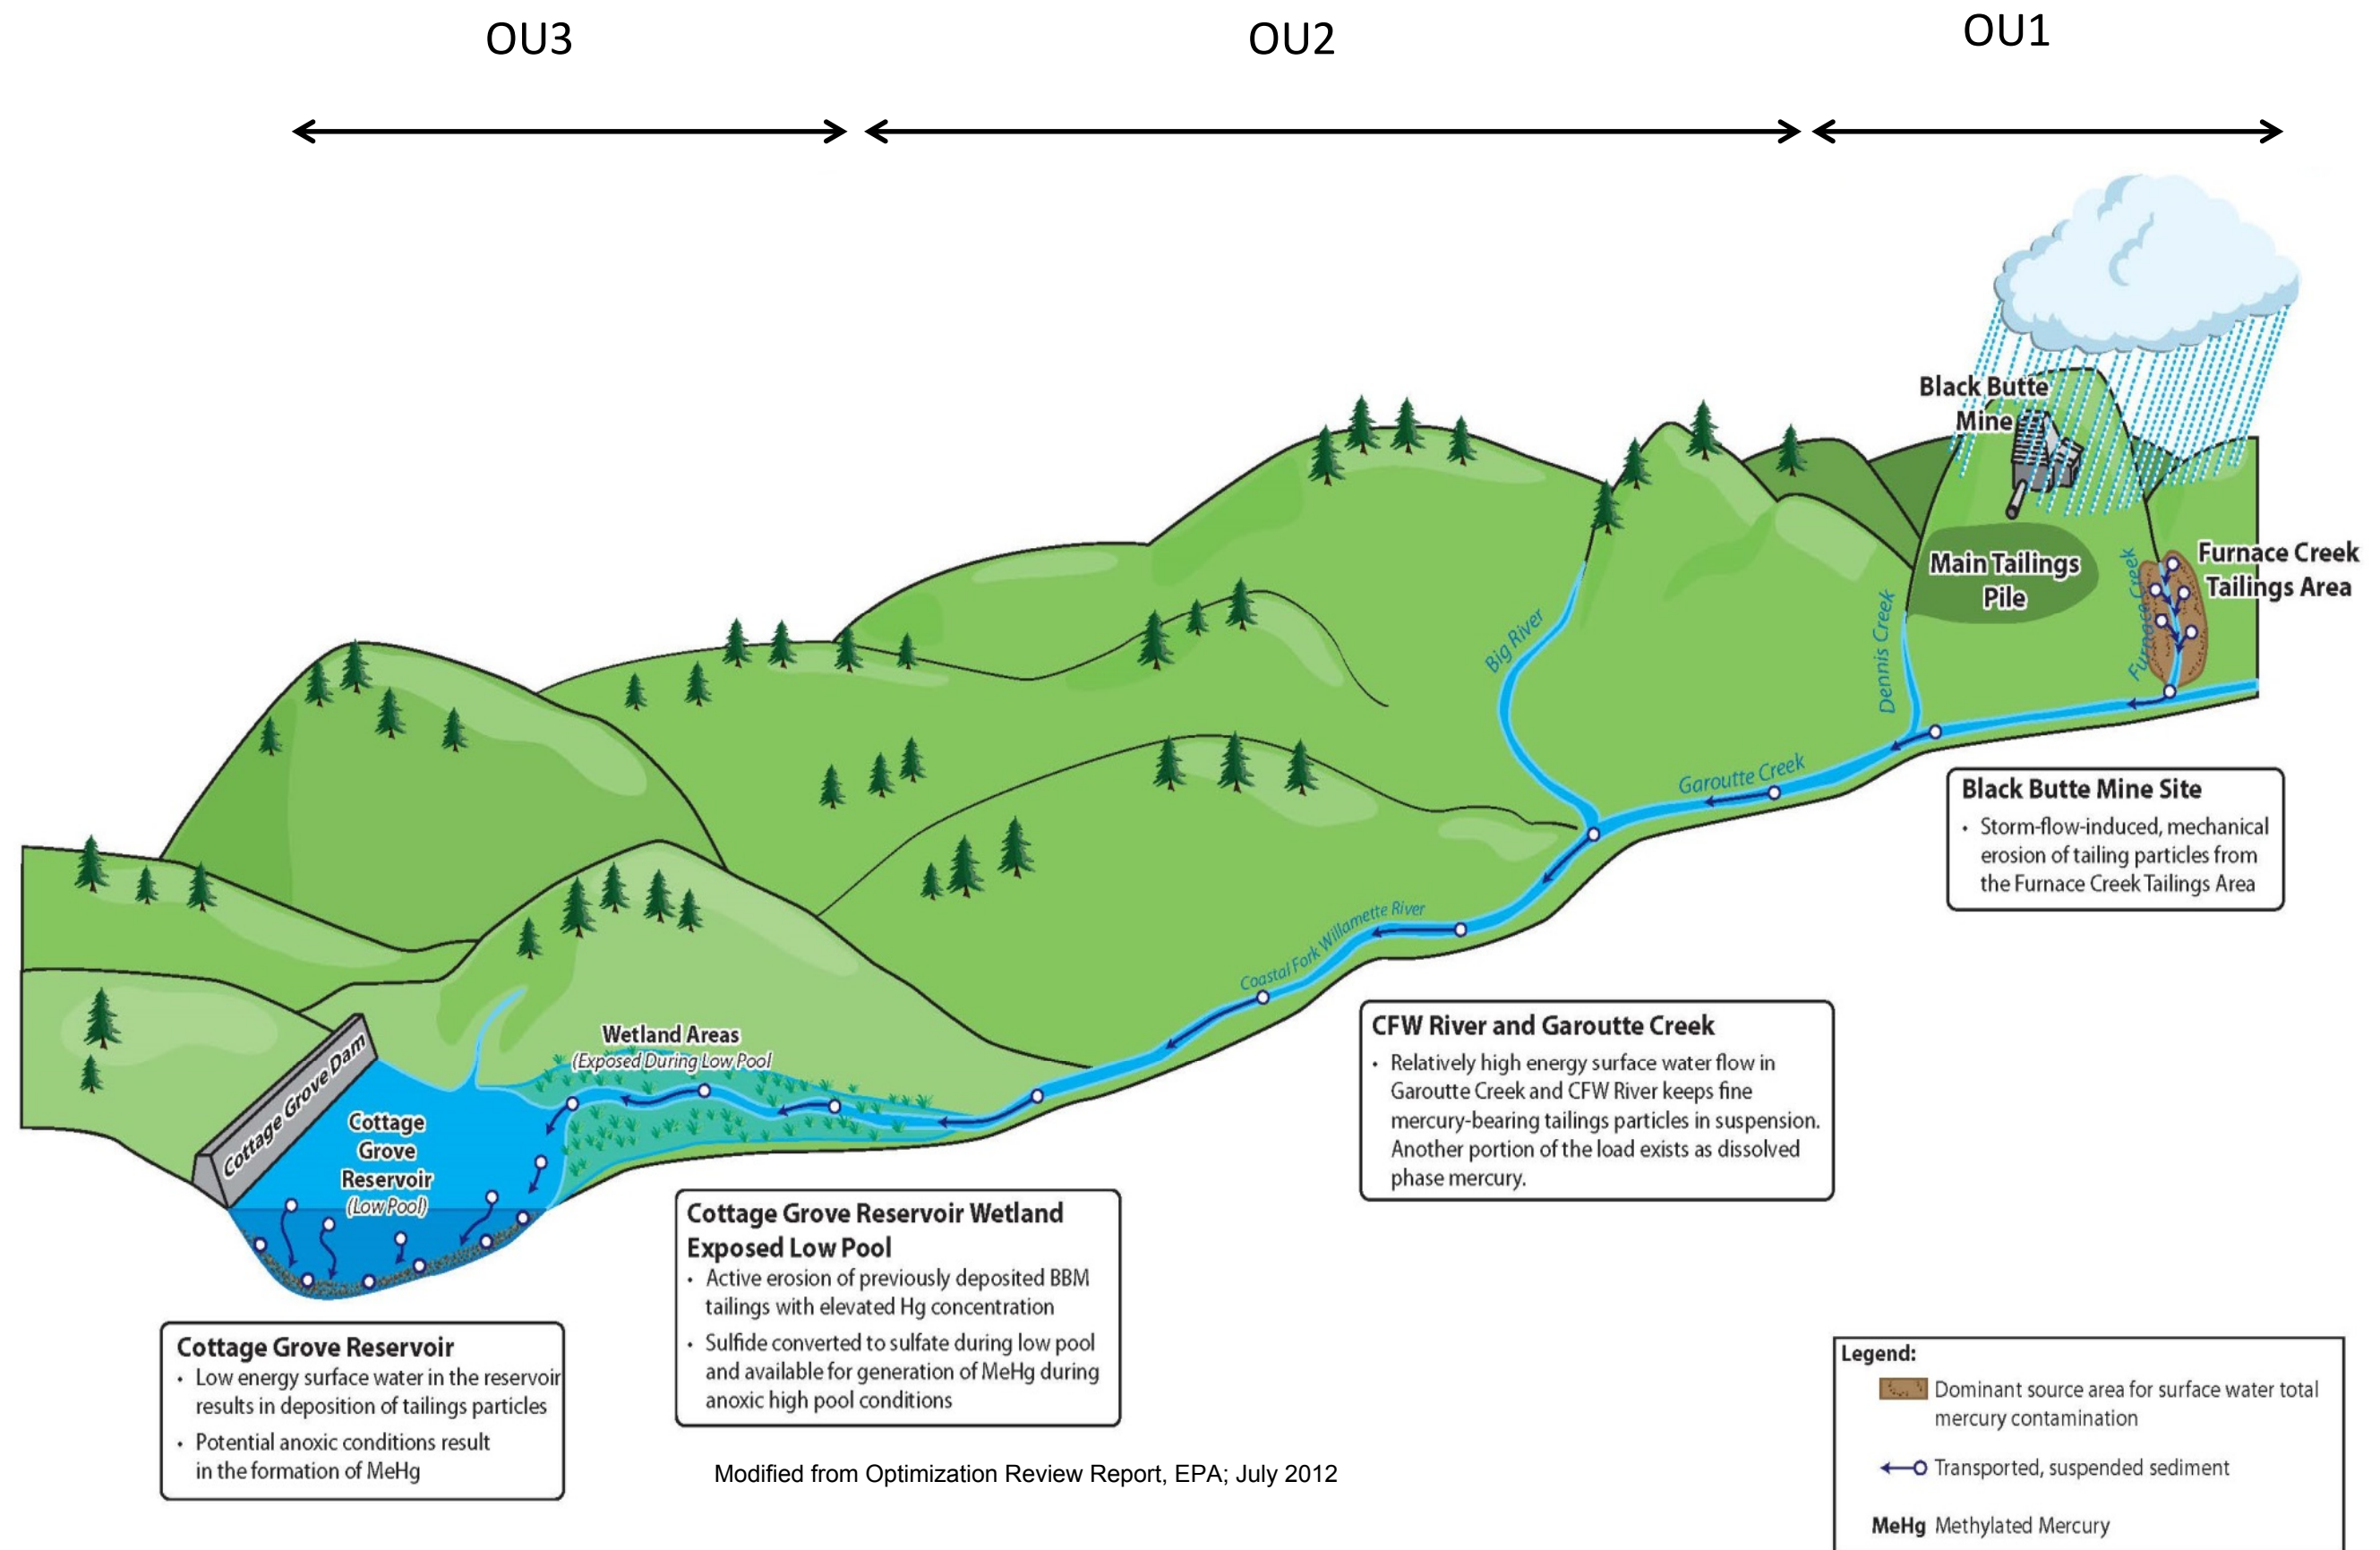 OU3
OU2
OU1
Black Butte
Mine
Main Tailings
Pile
Furnace Creek
Furnace Creek
Tailings Area
Dennis Creek
Big River
Garoutte Creek
Coastal Fork Willamette River
Black Butte Mine Site
• Storm-flow-induced, mechanical
erosion of tailing particles from
the Furnace Creek Tailings Area
CFW River and Garoutte Creek
• Relatively high energy surface water flow in
Garoutte Creek and CFW River keeps fine
mercury-bearing tailings particles in suspension.
Another portion of the load exists as dissolved
phase mercury.
Wetland Areas
(Exposed During Low Pool
Cottage Grove Dam
Cottage
Grove
Reservoir
(Low Pool)
Cottage Grove Reservoir Wetland
Exposed Low Pool
• Active erosion of previously deposited BBM
tailings with elevated Hg concentration
• Sulfide converted to sulfate during low pool
and available for generation of MeHg during
anoxic high pool conditions
Cottage Grove Reservoir
• Low energy surface water in the reservoir
results in deposition of tailings particles
• Potential anoxic conditions result
in the formation of MeHg
Modified from Optimization Review Report, EPA; July 2012
Legend:
Dominant source area for surface water total
mercury contamination
Transported, suspended sediment
MeHg Methylated Mercury